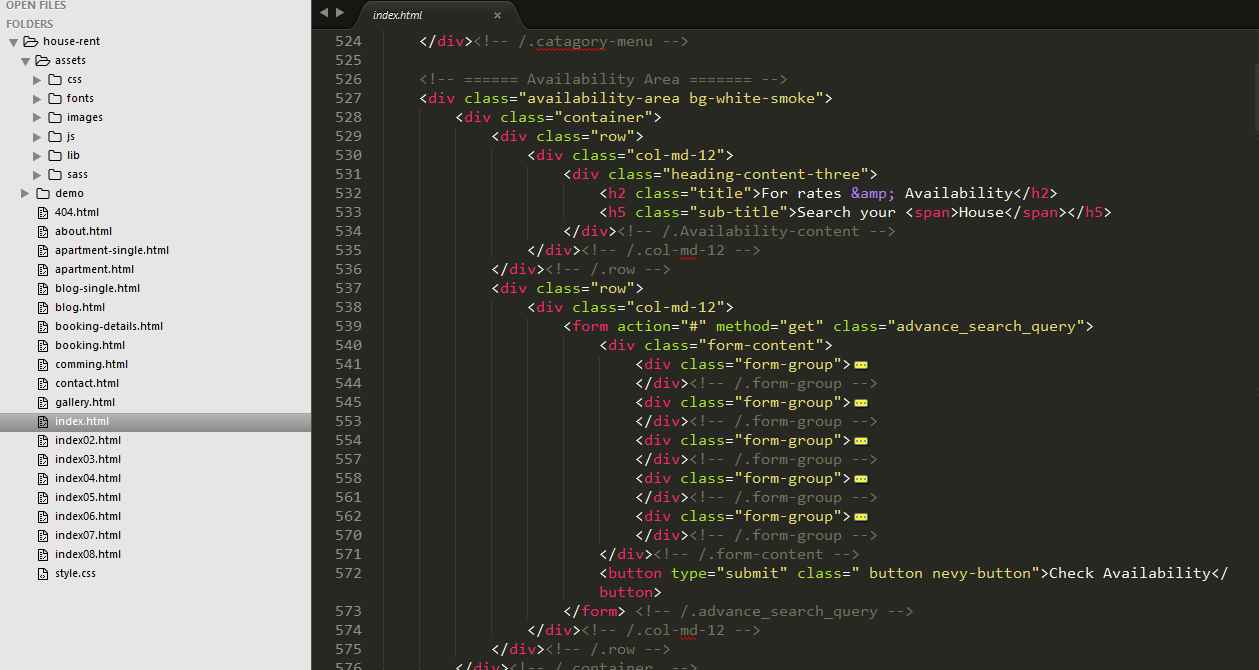 OPEN FILES
FOLDERS
house-rent
assets
css
fonts
images
js
lib
sass
demo
404.html
about.html
apartment-single.html
apartment.html
blog-single.html
blog.html
booking-details.html
booking.html
comming.html
contact.html
gallery.html
index.html
index02.html
index03.html
index04.html
index05.html
index06.html
index07.html
index08.html
style.css
index.html ×
524 </div><!-- /.catagory-menu -->
525
526 <!-- ====== Availability Area ======= -->
527 <div class="availability-area bg-white-smoke">
528 <div class="container">
529 <div class="row">
530 <div class="col-md-12">
531 <div class="heading-content-three">
532 <h2 class="title">For rates &amp; Availability</h2>
533 <h5 class="sub-title">Search your <span>House</span></h5>
534 </div><!-- /.Availability-content -->
535 </div><!-- /.col-md-12 -->
536 </div><!-- /.row -->
537 <div class="row">
538 <div class="col-md-12">
539 <form action="#" method="get" class="advance_search_query">
540 <div class="form-content">
541 <div class="form-group">
544 </div><!-- /.form-group -->
545 <div class="form-group">
553 </div><!-- /.form-group -->
554 <div class="form-group">
557 </div><!-- /.form-group -->
558 <div class="form-group">
561 </div><!-- /.form-group -->
562 <div class="form-group">
570 </div><!-- /.form-group -->
571 </div><!-- /.form-content -->
572 <button type="submit" class=" button nevy-button">Check Availability</
button>
573 </form> <!-- /.advance_search_query -->
574 </div><!-- /.col-md-12 -->
575 </div><!-- /.row -->
576 </div><!-- /.container -->